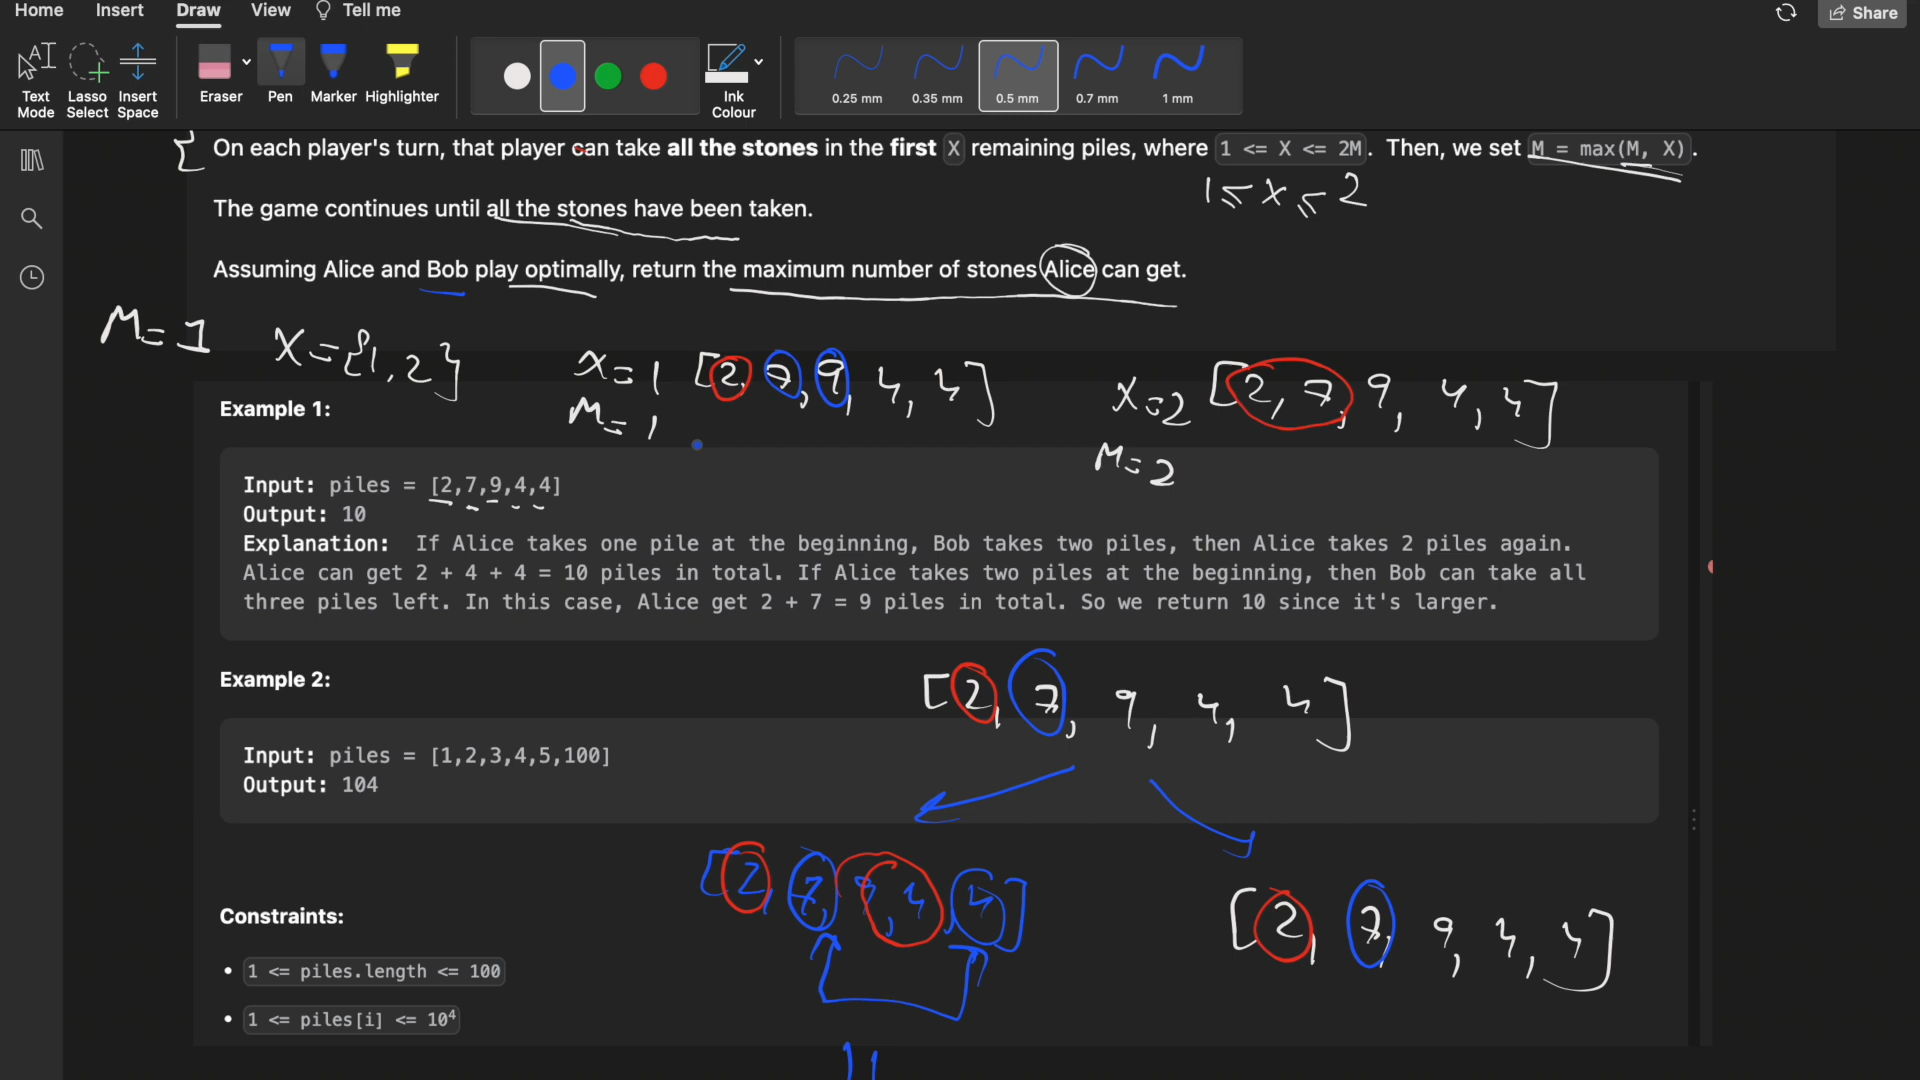 Home Insert Draw View Tell me Share
Text Mode Lasso Select Insert Space Eraser Pen Marker Highlighter Ink Colour 0.25 mm 0.35 mm 0.5 mm 0.7 mm 1 mm
On each player's turn, that player can take all the stones in the first X remaining piles, where 1 <= X <= 2M. Then, we set M = max(M, X).
1 ≤ X ≤ 2
The game continues until all the stones have been taken.
Assuming Alice and Bob play optimally, return the maximum number of stones Alice can get.
M=1 X={1,2} X=1 [2, 7, 9, 4, 4] X=2 [2, 7, 9, 4, 4]
M=1
M=2
Example 1:
Input: piles = [2,7,9,4,4]
Output: 10
Explanation: If Alice takes one pile at the beginning, Bob takes two piles, then Alice takes 2 piles again.
Alice can get 2 + 4 + 4 = 10 piles in total. If Alice takes two piles at the beginning, then Bob can take all
three piles left. In this case, Alice get 2 + 7 = 9 piles in total. So we return 10 since it's larger.
Example 2:
[2, 7, 9, 4, 4]
Input: piles = [1,2,3,4,5,100]
Output: 104
[2, 7, 9, 4, 4]
[2, 7, 9, 4, 4]
Constraints:
1 <= piles.length <= 100
1 <= piles[i] <= 10⁴
11